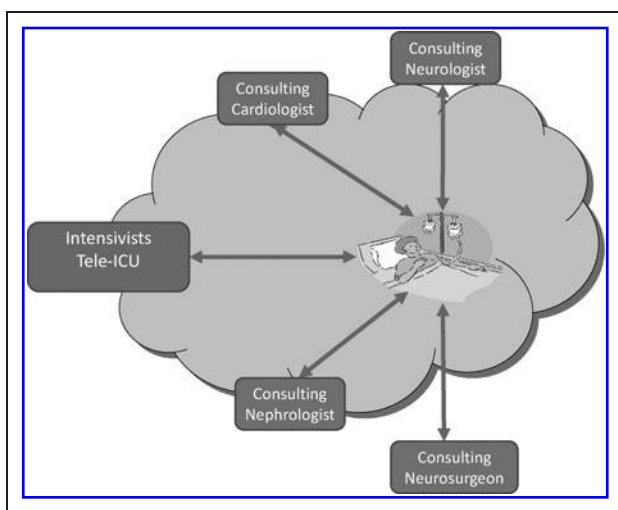 Consulting
Neurologist
Consulting
Cardiologist
Intensivists
Tele-ICU
Consulting
Nephrologist
Consulting
Neurosurgeon